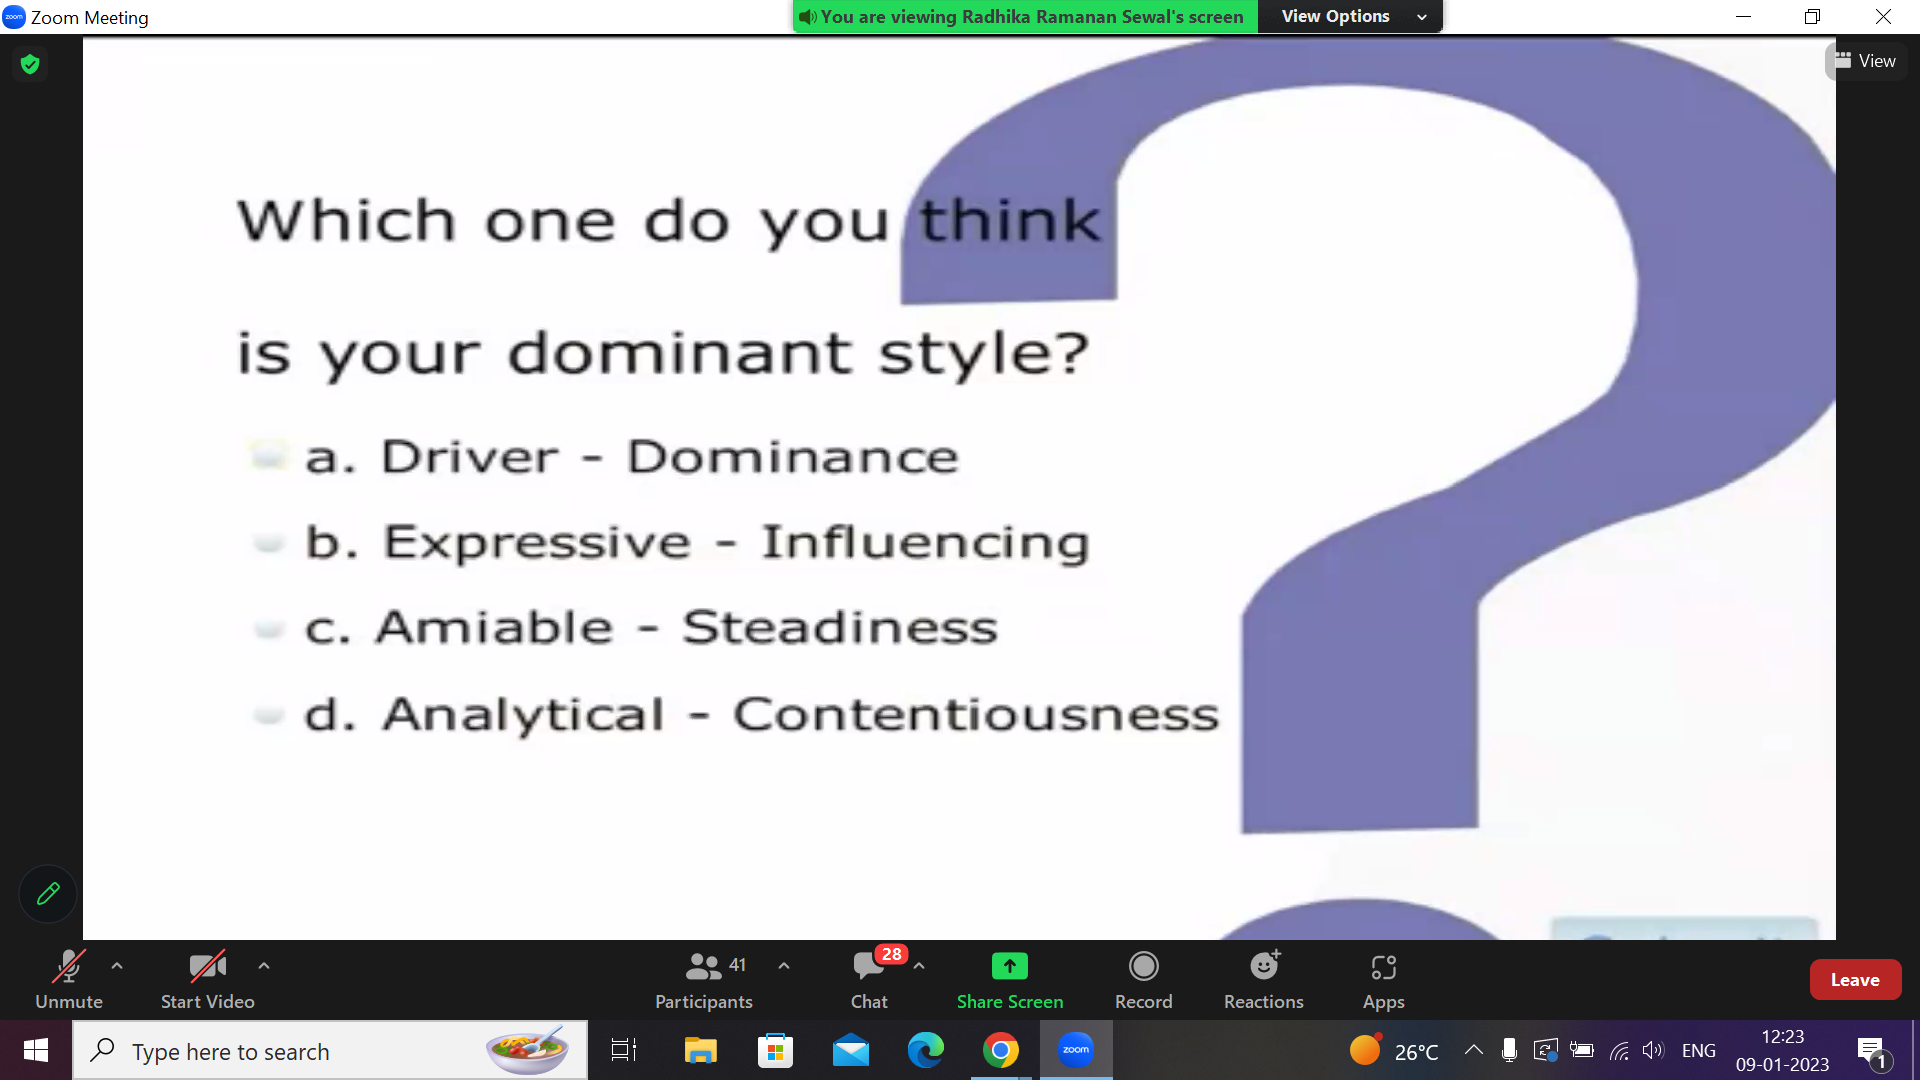 Zoom Meeting
You are viewing Radhika Ramanan Sewal's screen
View Options
View
Which one do you think
is your dominant style?
a. Driver - Dominance
b. Expressive - Influencing
c. Amiable - Steadiness
d. Analytical - Contentiousness
41
28
Unmute
Start Video
Participants
Chat
Share Screen
Record
Reactions
Apps
Leave
Type here to search
zoom
26°C
ENG
12:23
09-01-2023
1